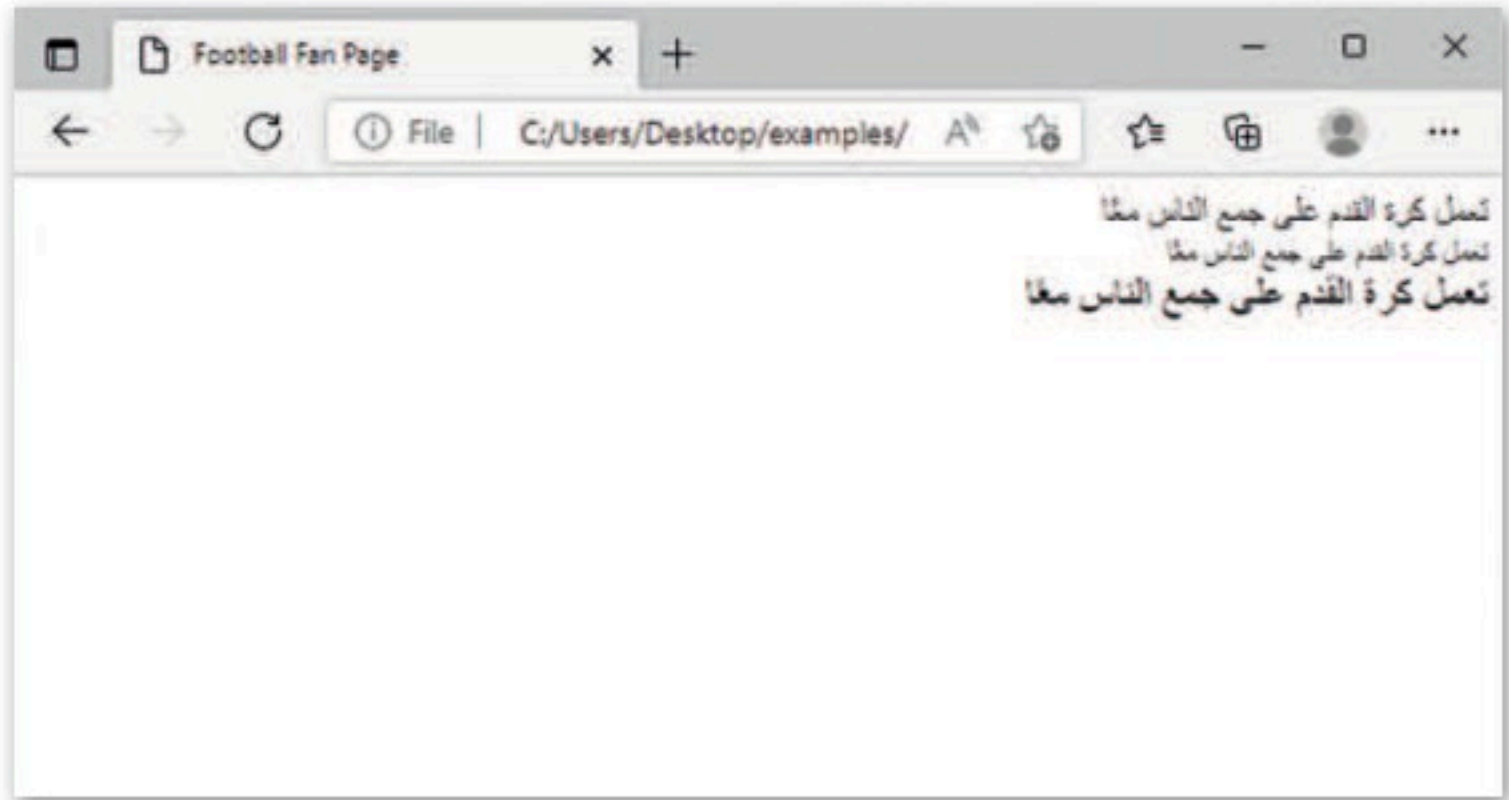 Football Fan Page
File | C:/Users/Desktop/examples/
تعمل كرة القدم على جمع الناس معًا
تعمل كرة القدم على جمع الناس معًا
تعمل كرة القدم على جمع الناس معًا